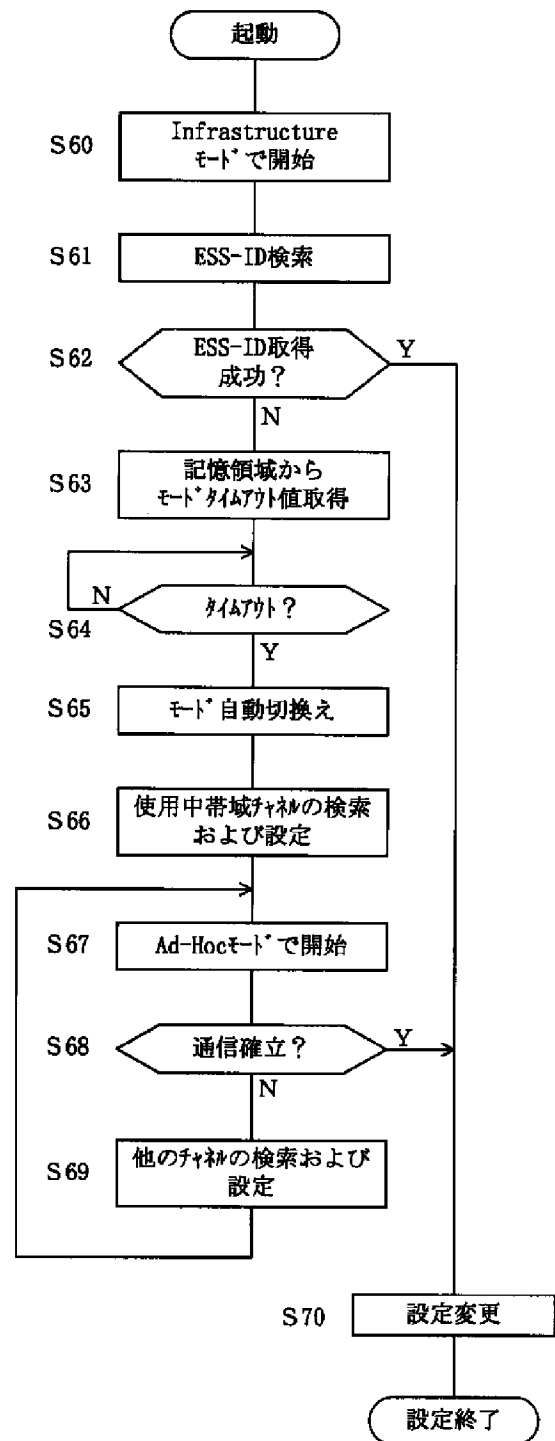 起動
S60
Infrastructure
ﾓｰﾄﾞで開始
S61
ESS-ID検索
S62
ESS-ID取得
成功？
Y
N
S63
記憶領域から
ﾓｰﾄﾞﾀｲﾑｱｳﾄ値取得
N
S64
ﾀｲﾑｱｳﾄ？
Y
S65
ﾓｰﾄﾞ自動切換え
S66
使用中帯域ﾁｬﾈﾙの検索
および設定
S67
Ad-Hocﾓｰﾄﾞで開始
S68
通信確立？
Y
N
S69
他のﾁｬﾈﾙの検索および
設定
S70
設定変更
設定終了